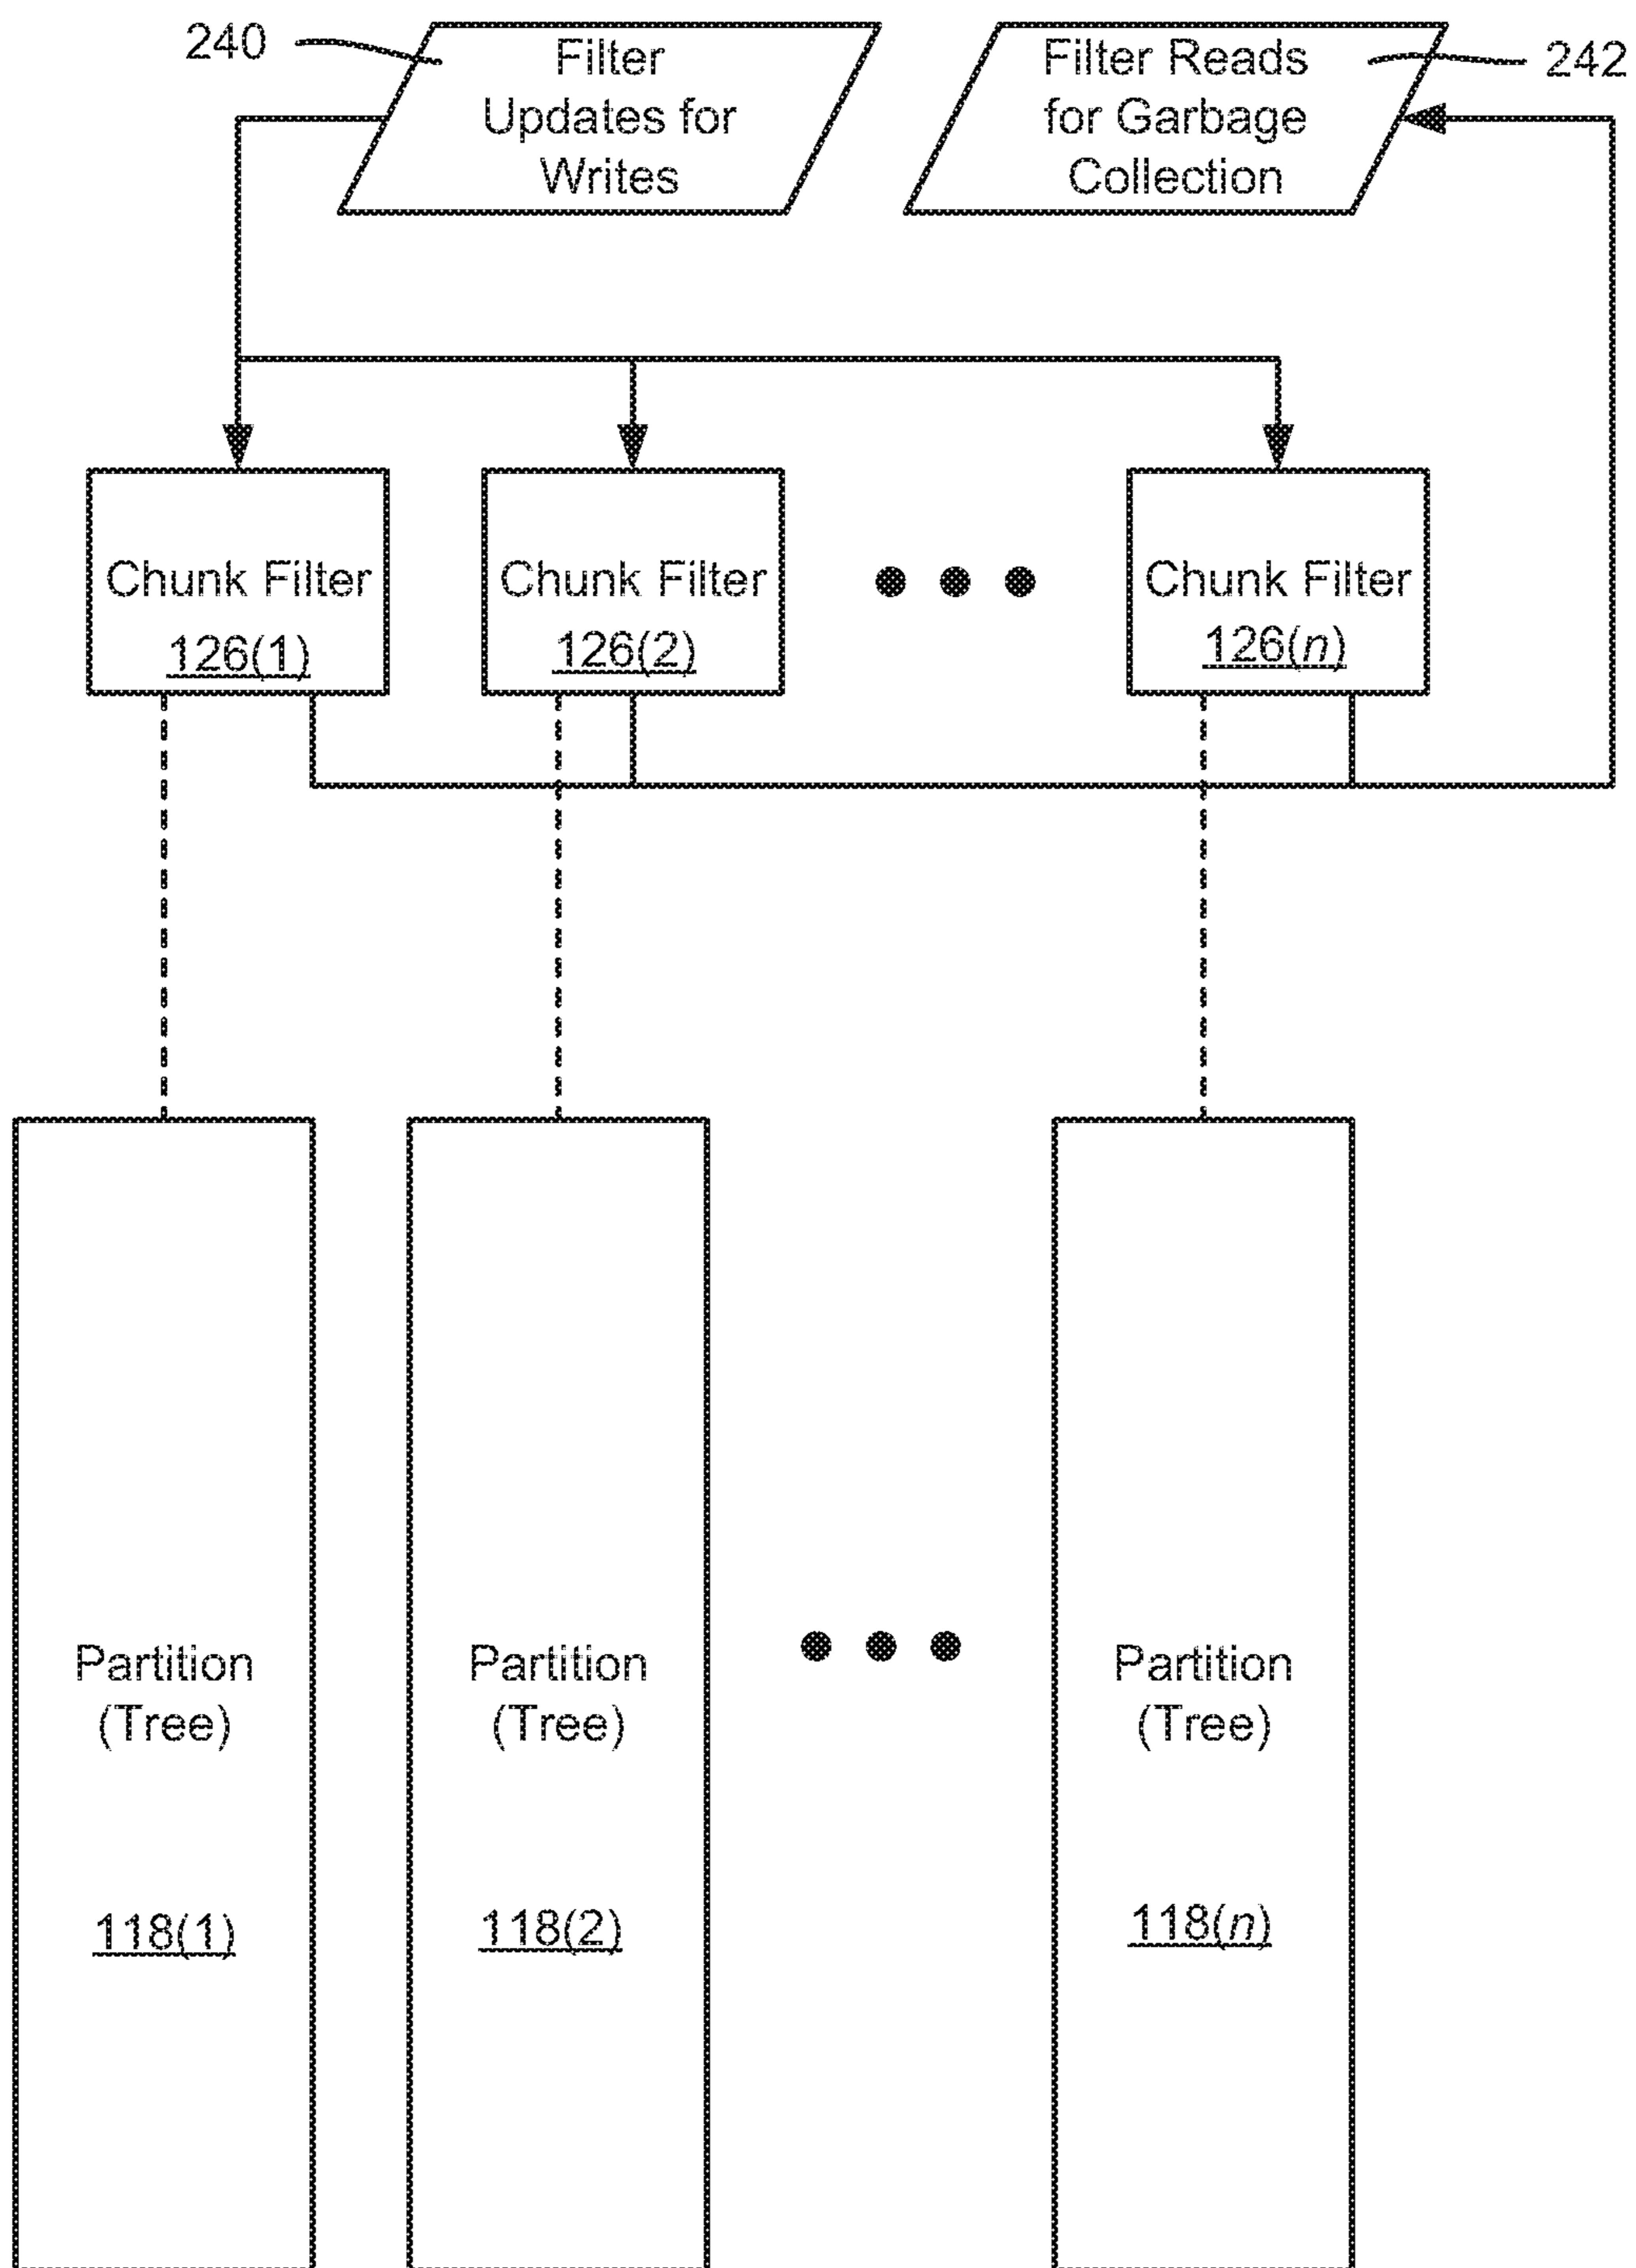 240
Filter
Updates for
Writes
Filter Reads
for Garbage
Collection
242
Chunk Filter
126(1)
Chunk Filter
126(2)
Chunk Filter
126(n)
Partition
(Tree)
118(1)
Partition
(Tree)
118(2)
Partition
(Tree)
118(n)